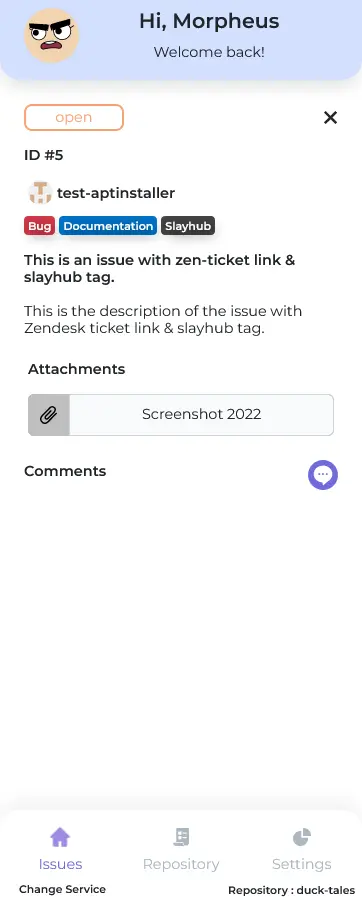 Hi, Morpheus
Welcome back!
open
ID #5
test-aptinstaller
Bug Documentation Slayhub
This is an issue with zen-ticket link &
slayhub tag.
This is the description of the issue with
Zendesk ticket link & slayhub tag.
Attachments
Screenshot 2022
Comments
Issues Repository Settings
Change Service Repository : duck-tales